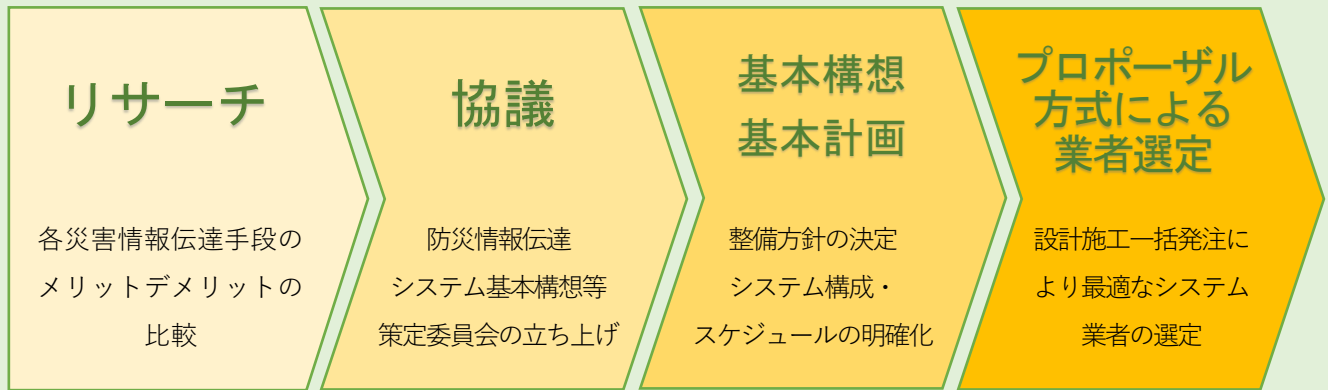 リサーチ
各災害情報伝達手段の
メリットデメリットの
比較
協議
防災情報伝達
システム基本構想等
策定委員会の立ち上げ
基本構想
基本計画
整備方針の決定
システム構成・
スケジュールの明確化
プロポーザル
方式による
業者選定
設計施工一括発注に
より最適なシステム
業者の選定